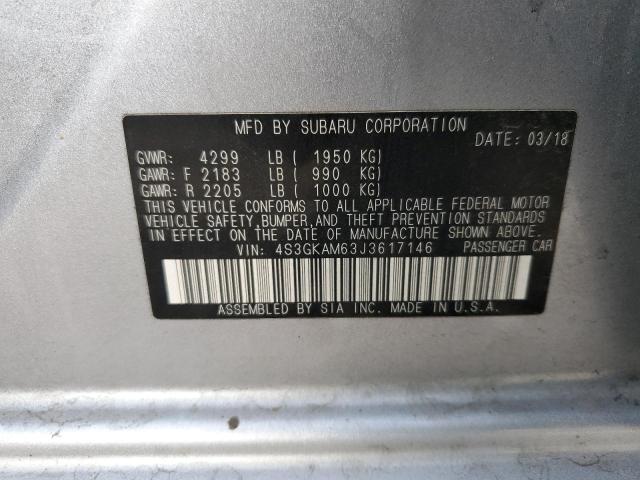 MFD BY SUBARU CORPORATION
DATE: 03/18
GVWR: 4299 LB ( 1950 KG)
GAWR: F 2183 LB ( 990 KG)
GAWR: R 2205 LB ( 1000 KG)
THIS VEHICLE CONFORMS TO ALL APPLICABLE FEDERAL MOTOR
VEHICLE SAFETY, BUMPER, AND THEFT PREVENTION STANDARDS
IN EFFECT ON THE DATE OF MANUFACTURE SHOWN ABOVE.
VIN: 4S3GKAM63J3617146 PASSENGER CAR
ASSEMBLED BY SIA INC. MADE IN U.S.A.